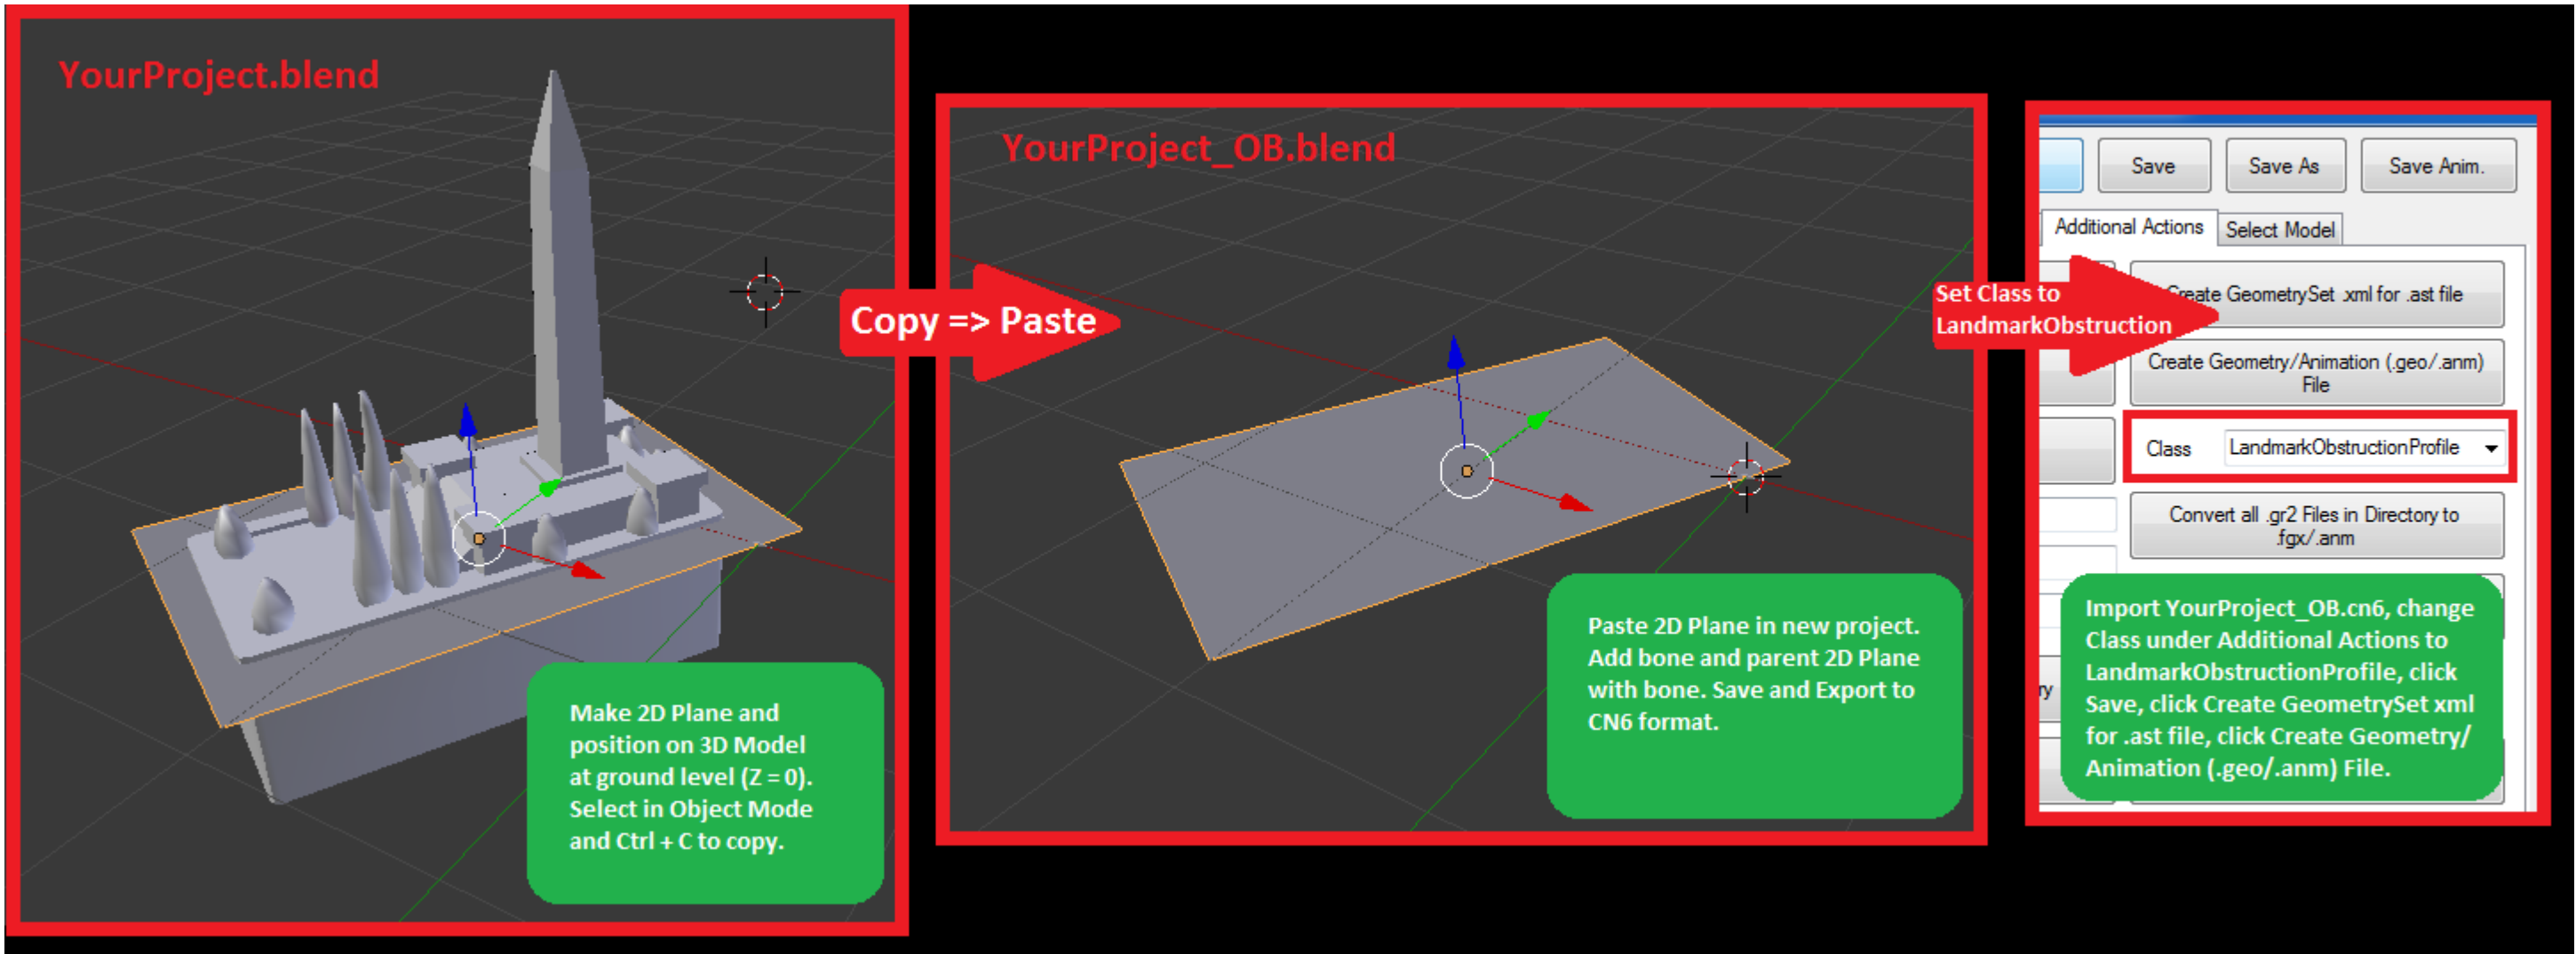 YourProject.blend
Make 2D Plane and
position on 3D Model
at ground level (Z = 0).
Select in Object Mode
and Ctrl + C to copy.
Copy => Paste
YourProject_OB.blend
Paste 2D Plane in new project.
Add bone and parent 2D Plane
with bone. Save and Export to
CN6 format.
Set Class to
LandmarkObstruction
Save
Save As
Save Anim.
Additional Actions
Select Model
Create GeometrySet .xml for .ast file
Create Geometry/Animation (.geo/.anm)
File
Class
LandmarkObstructionProfile
Convert all .gr2 Files in Directory to
.fgx/.anm
Import YourProject_OB.cn6, change
Class under Additional Actions to
LandmarkObstructionProfile, click
Save, click Create GeometrySet xml
for .ast file, click Create Geometry/
Animation (.geo/.anm) File.